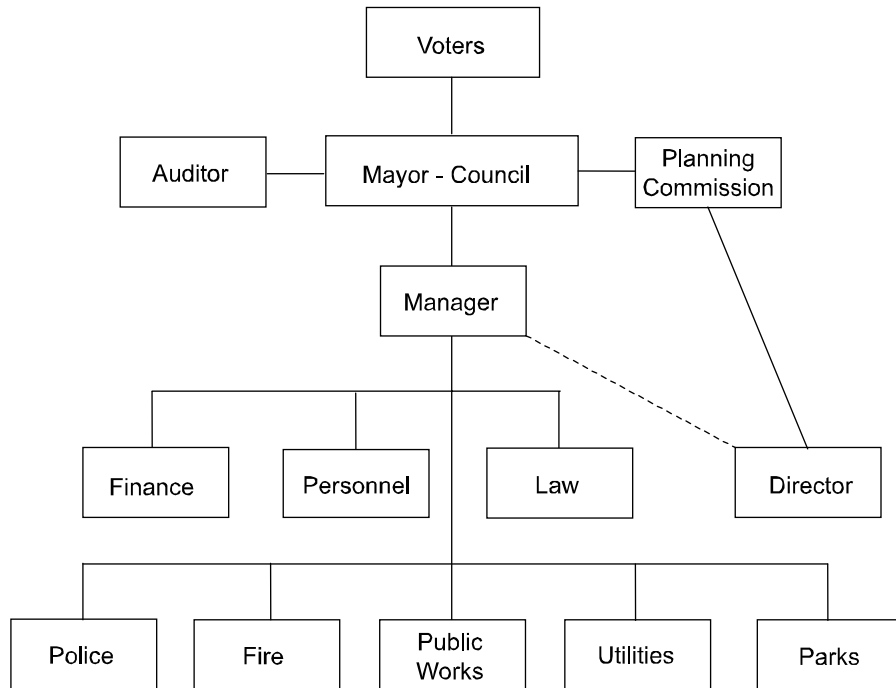 Voters
Auditor
Mayor - Council
Planning
Commission
Manager
Finance
Personnel
Law
Director
Police
Fire
Public
Works
Utilities
Parks